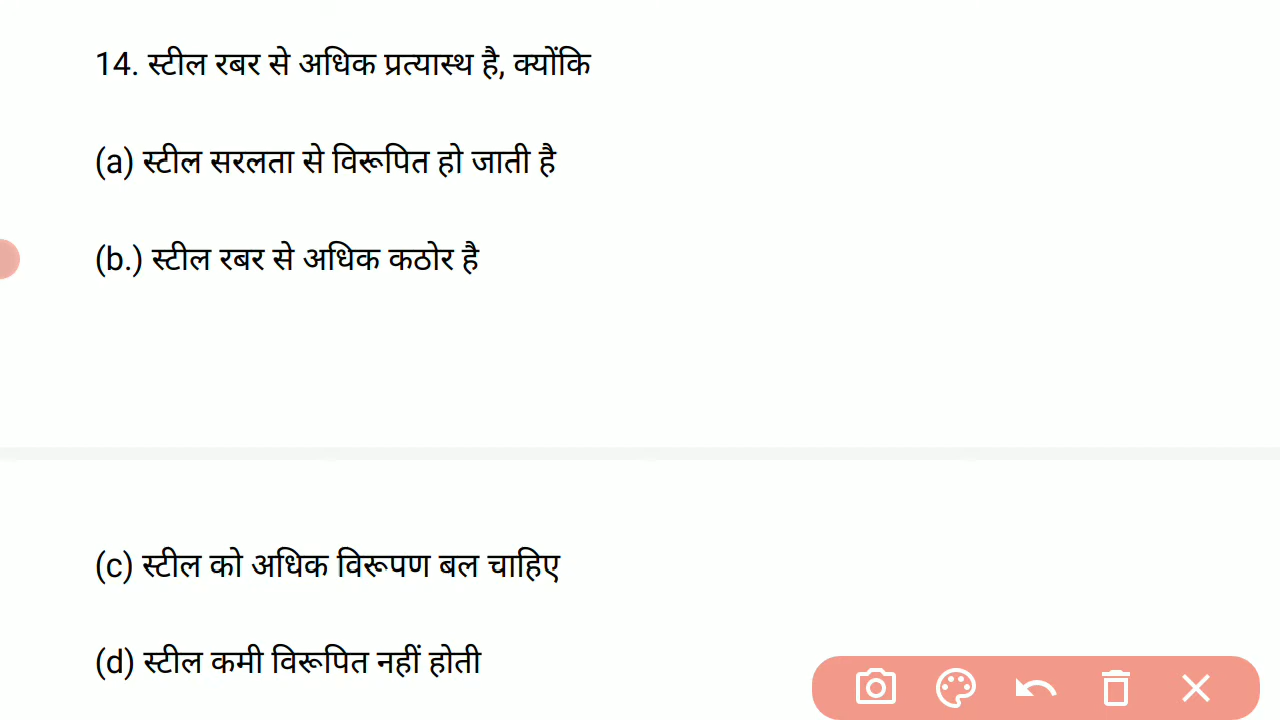 14. स्टील रबर से अधिक प्रत्यास्थ है, क्योंकि
(a) स्टील सरलता से विरूपित हो जाती है
(b.) स्टील रबर से अधिक कठोर है
(c) स्टील को अधिक विरूपण बल चाहिए
(d) स्टील कमी विरूपित नहीं होती